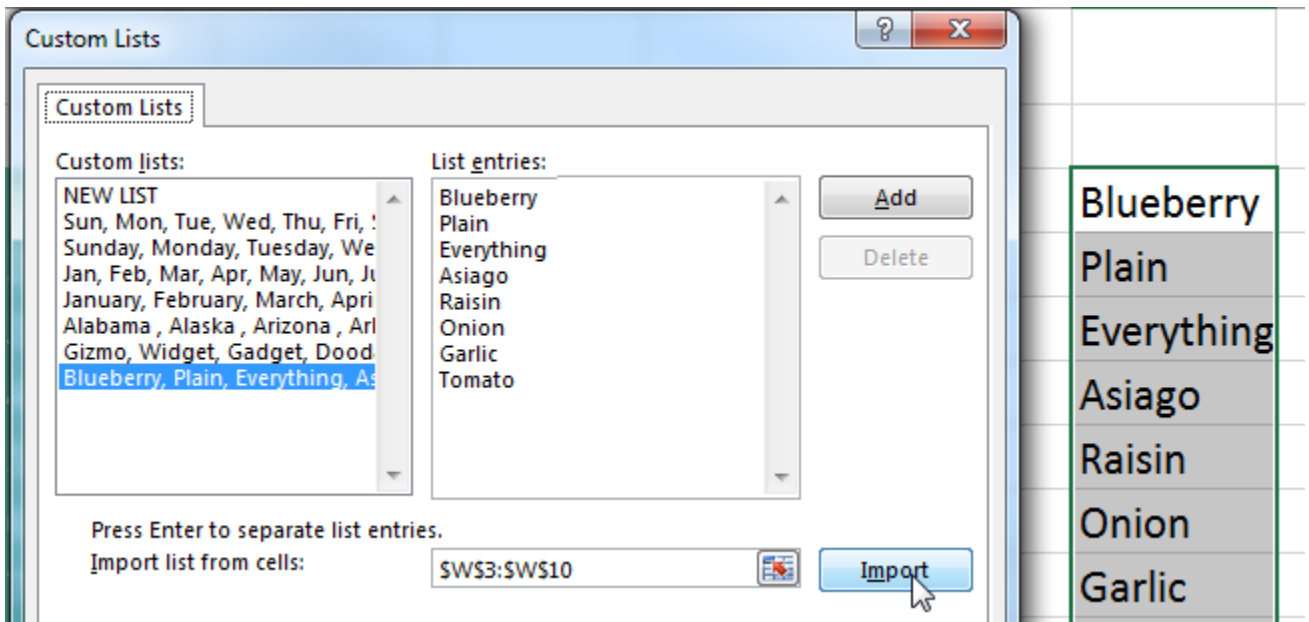 Custom Lists
Custom Lists
Custom lists:
NEW LIST
Sun, Mon, Tue, Wed, Thu, Fri,
Sunday, Monday, Tuesday, We
Jan, Feb, Mar, Apr, May, Jun, Ju
January, February, March, Apri
Alabama , Alaska , Arizona , Arl
Gizmo, Widget, Gadget, Dood
Blueberry, Plain, Everything, As
List entries:
Blueberry
Plain
Everything
Asiago
Raisin
Onion
Garlic
Tomato
Add
Delete
Press Enter to separate list entries.
Import list from cells:
$W$3:$W$10
Import
Blueberry
Plain
Everything
Asiago
Raisin
Onion
Garlic